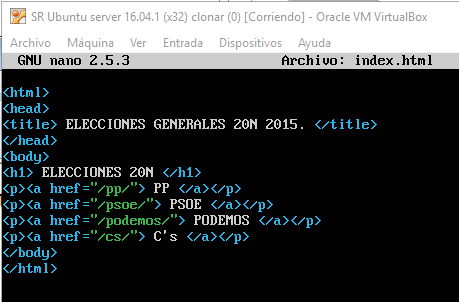 SR Ubuntu server 16.04.1 (x32) clonar (0) [Corriendo] - Oracle VM VirtualBox
Archivo Máquina Ver Entrada Dispositivos Ayuda
GNU nano 2.5.3 Archivo: index.html
<html>
<head>
<title> ELECCIONES GENERALES 20N 2015. </title>
</head>
<body>
<h1> ELECCIONES 20N </h1>
<p><a href="/pp/"> PP </a></p>
<p><a href="/psoe/"> PSOE </a></p>
<p><a href="/podemos/"> PODEMOS </a></p>
<p><a href="/cs/"> C's </a></p>
</body>
</html>